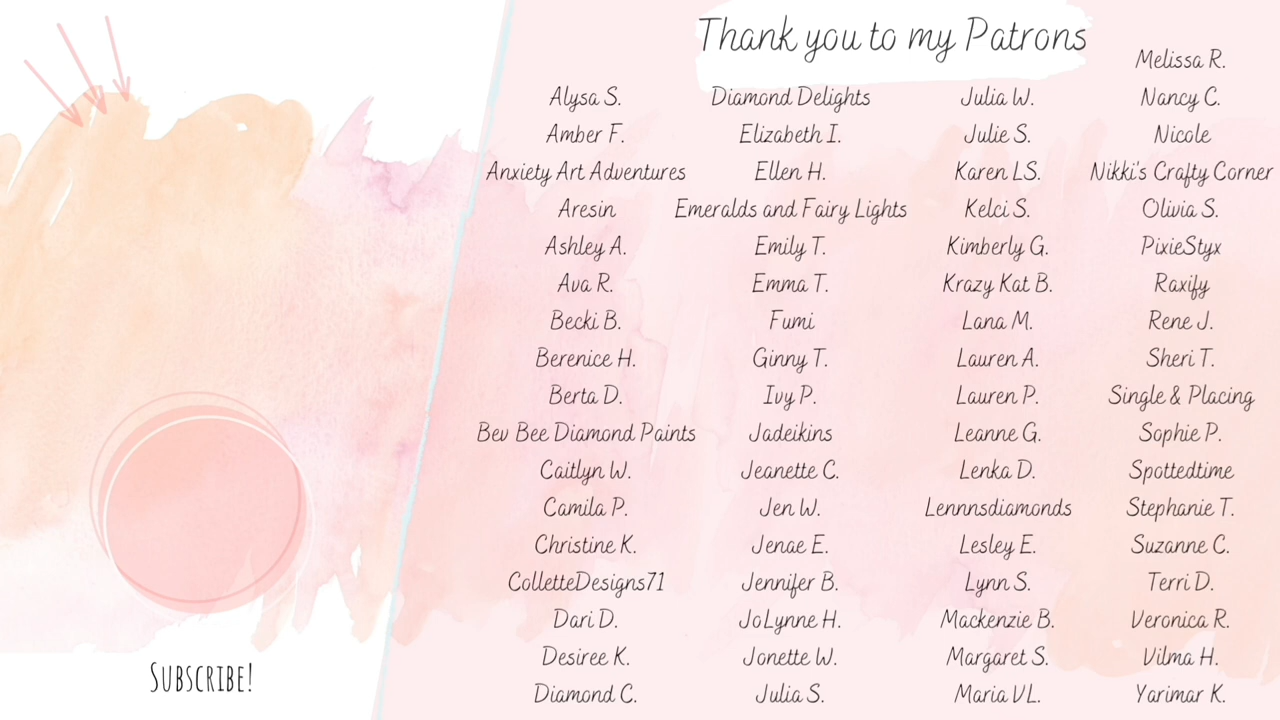 Thank you to my Patrons
Alysa S.
Amber F.
Anxiety Art Adventures
Aresin
Ashley A.
Ava R.
Becki B.
Berenice H.
Berta D.
Bev Bee Diamond Paints
Caitlyn W.
Camila P.
Christine K.
ColletteDesigns71
Dari D.
Desiree K.
Diamond C.
Diamond Delights
Elizabeth I.
Ellen H.
Emeralds and Fairy Lights
Emily T.
Emma T.
Fumi
Ginny T.
Ivy P.
Jadeikins
Jeanette C.
Jen W.
Jenae E.
Jennifer B.
JoLynne H.
Jonette W.
Julia S.
Julia W.
Julie S.
Karen LS.
Kelci S.
Kimberly G.
Krazy Kat B.
Lana M.
Lauren A.
Lauren P.
Leanne G.
Lenka D.
Lennnsdiamonds
Lesley E.
Lynn S.
Mackenzie B.
Margaret S.
Maria VL.
Melissa R.
Nancy C.
Nicole
Nikki's Crafty Corner
Olivia S.
PixieStyx
Raxify
Rene J.
Sheri T.
Single & Placing
Sophie P.
Spottedtime
Stephanie T.
Suzanne C.
Terri D.
Veronica R.
Vilma H.
Yarimar K.
Subscribe!